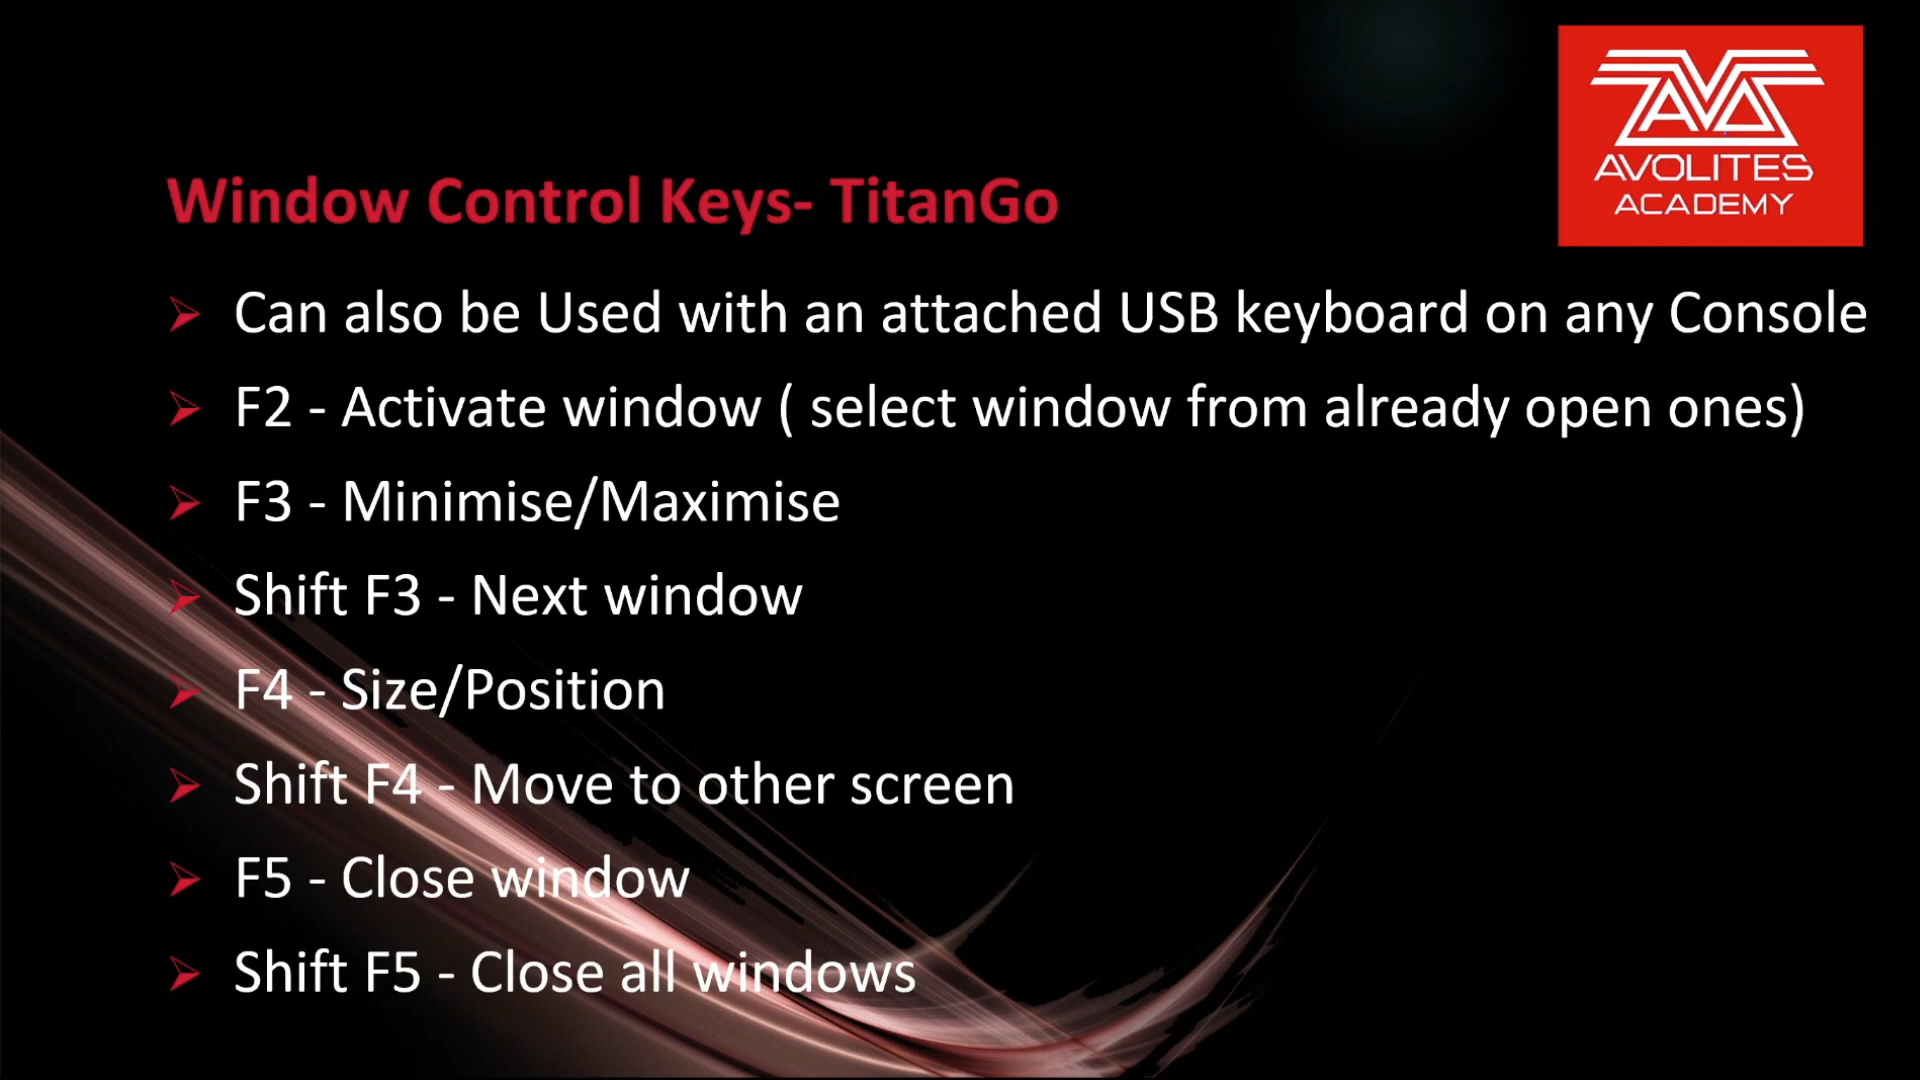 AVO
AVOLITES
ACADEMY
Window Control Keys- TitanGo
Can also be Used with an attached USB keyboard on any Console
F2 - Activate window ( select window from already open ones)
F3 - Minimise/Maximise
Shift F3 - Next window
F4 - Size/Position
Shift F4 - Move to other screen
F5 - Close window
Shift F5 - Close all windows